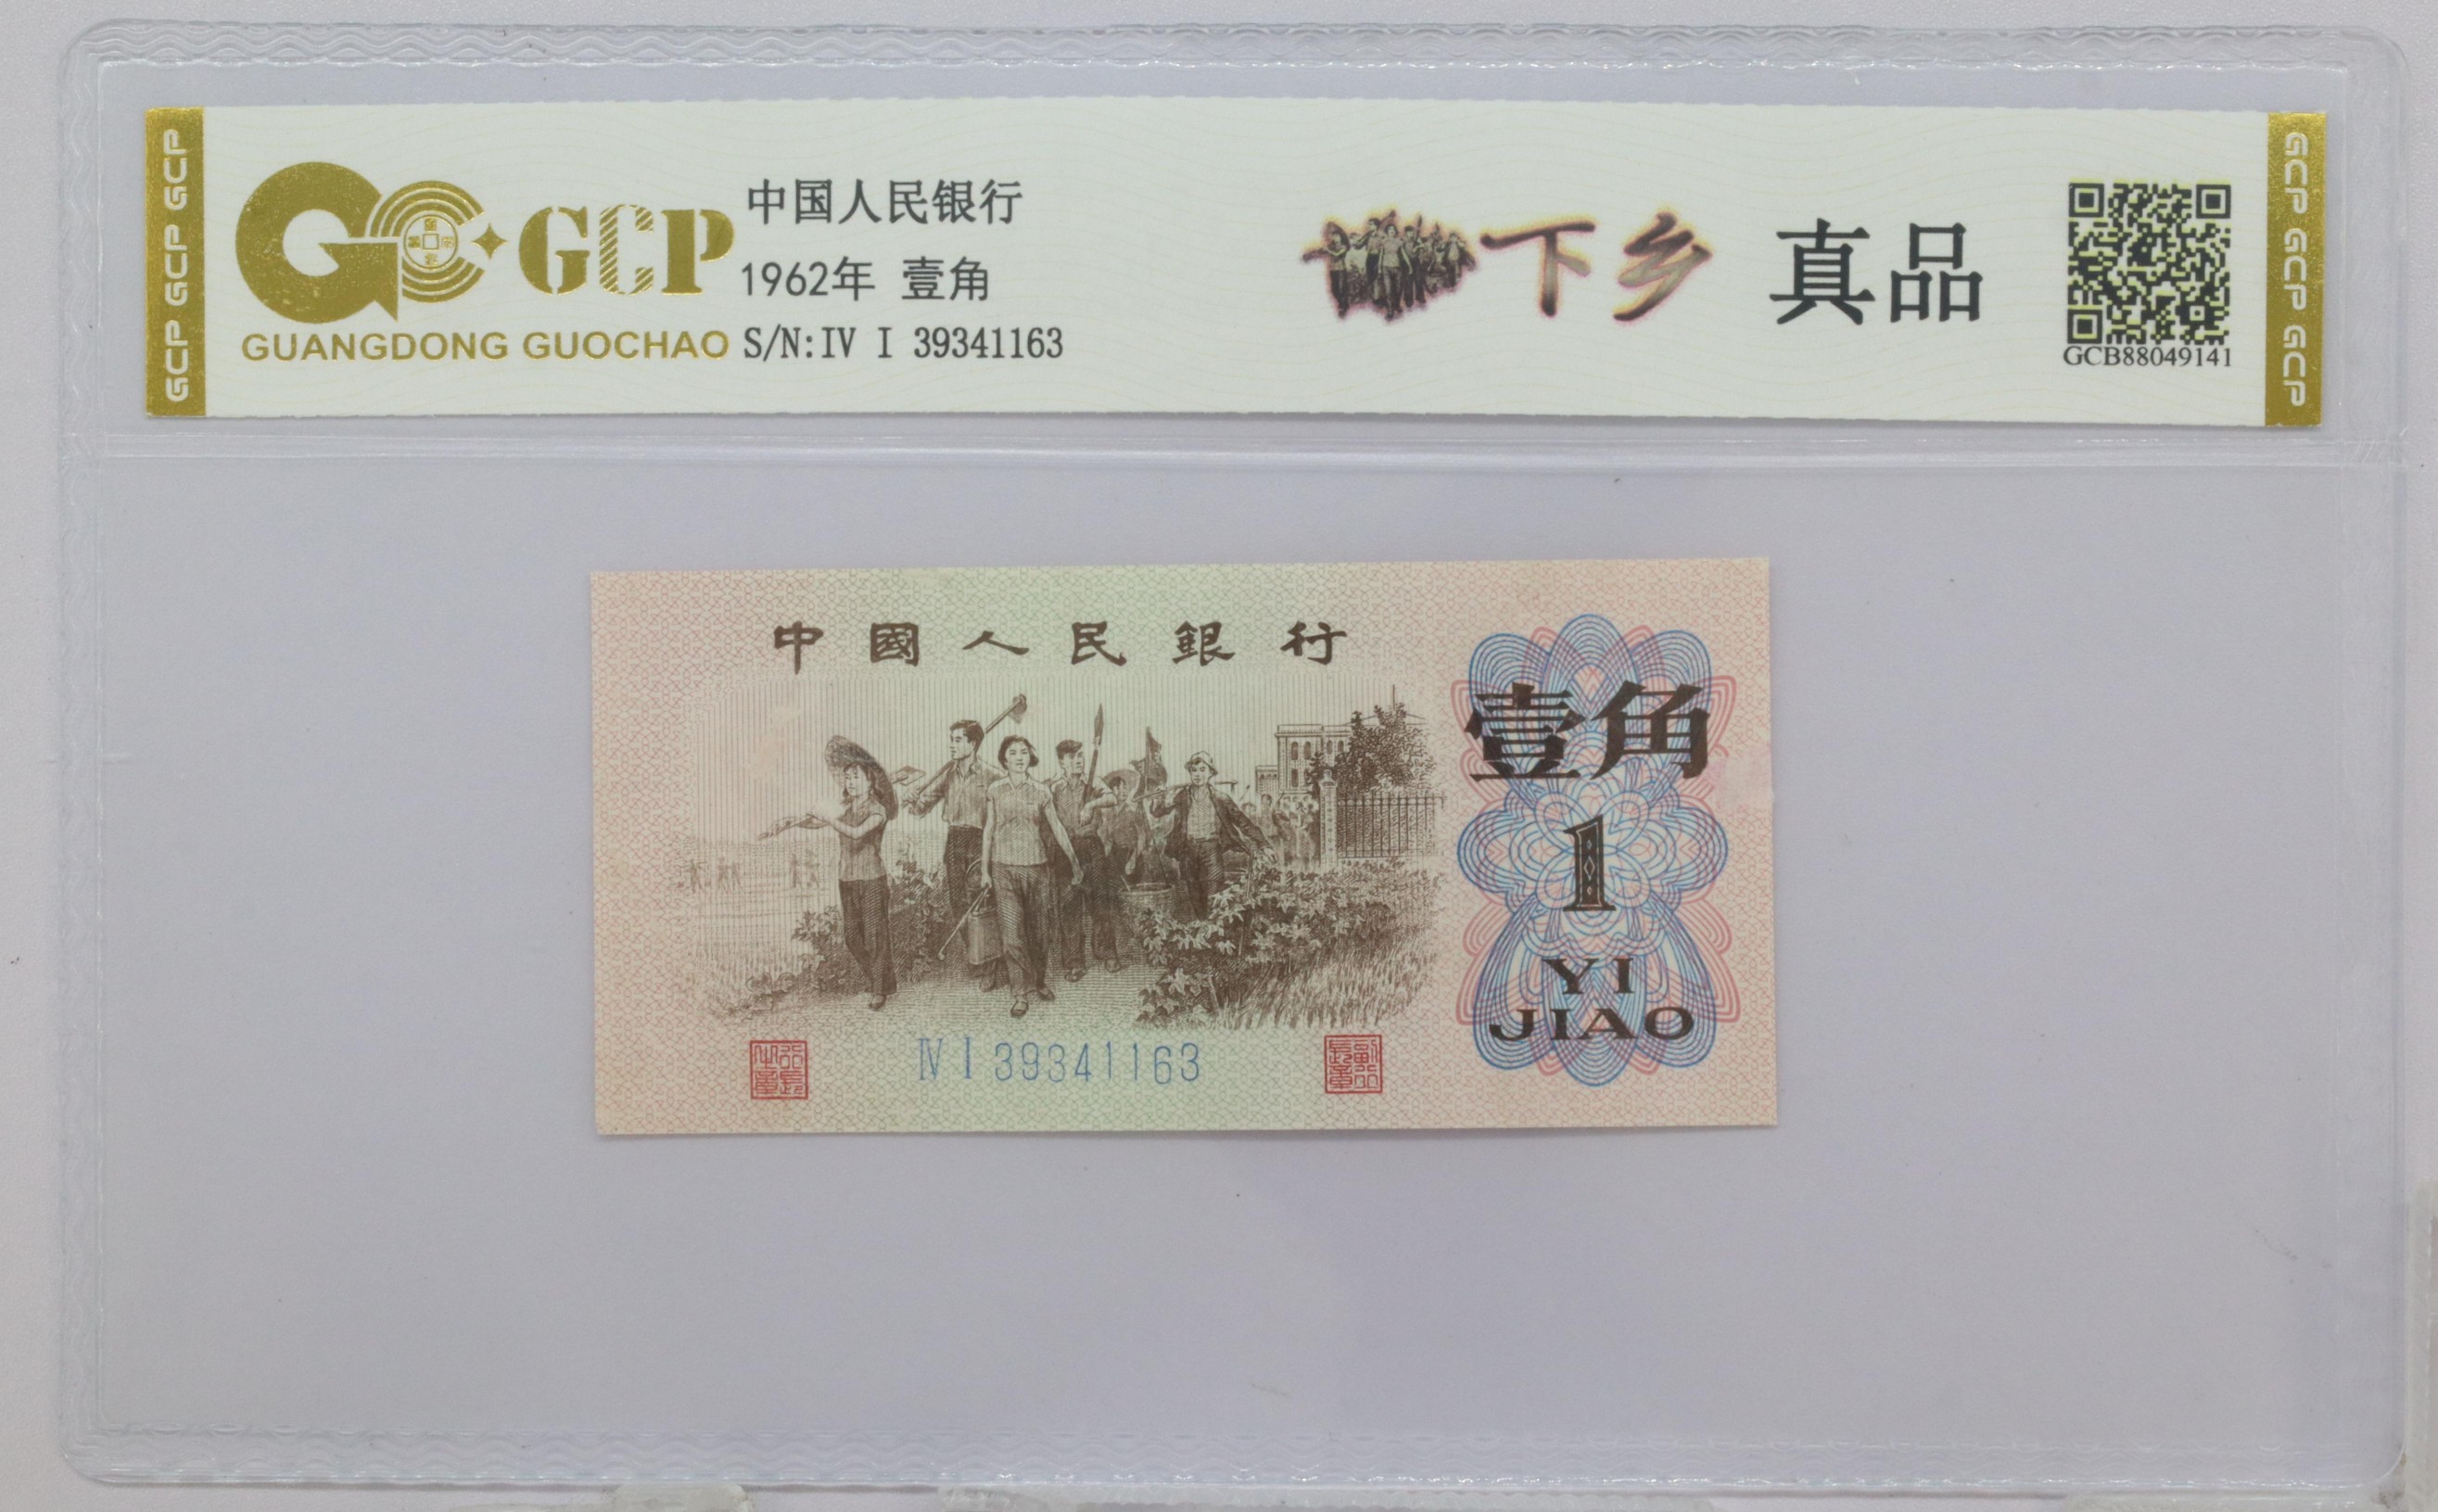 GCP GCP GCP
GCP
GUANGDONG GUOCHAO
中国人民银行
1962年 壹角
S/N:IV I 39341163
下乡 真品
GCB88049141
GCP GCP GCP
中國人民銀行
壹角
1
YI
JIAO
IV I 39341163